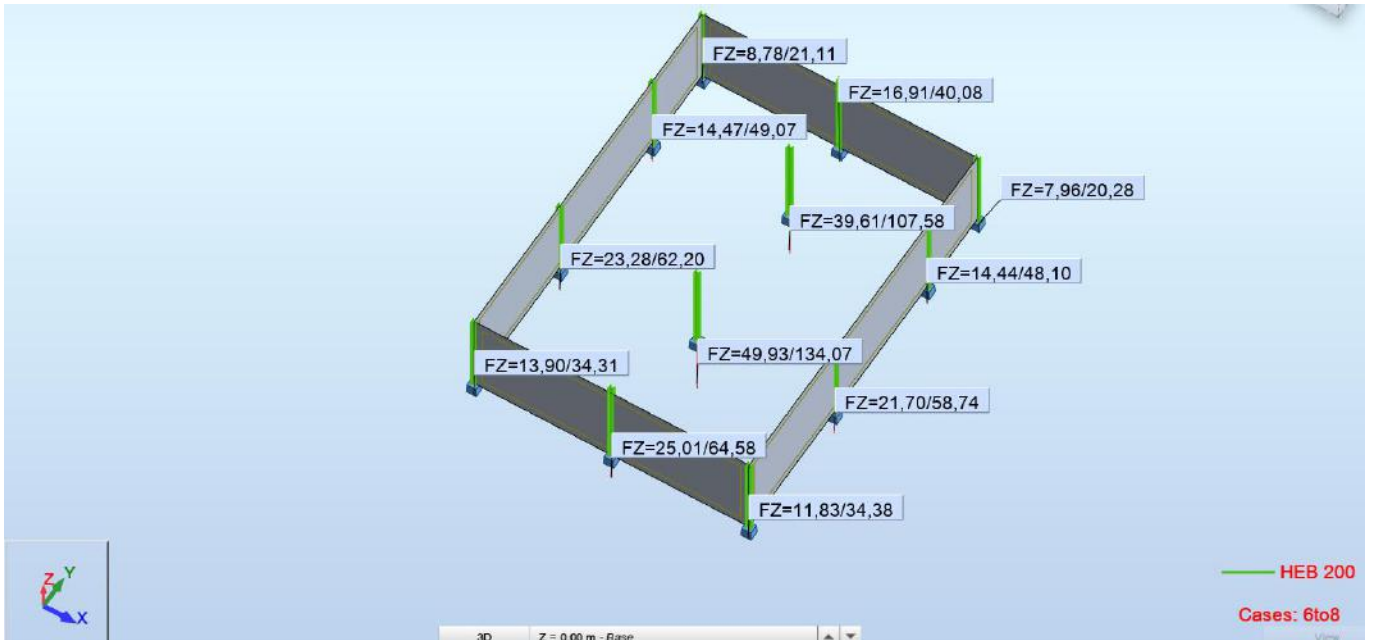 FZ=8,78/21,11
FZ=16,91/40,08
FZ=14,47/49,07
FZ=7,96/20,28
FZ=39,61/107,58
FZ=23,28/62,20
FZ=14,44/48,10
FZ=49,93/134,07
FZ=13,90/34,31
FZ=21,70/58,74
FZ=25,01/64,58
FZ=11,83/34,38
Z Y
X
HEB 200
Cases: 6to8
3D Z = 0,00 m - Base
View